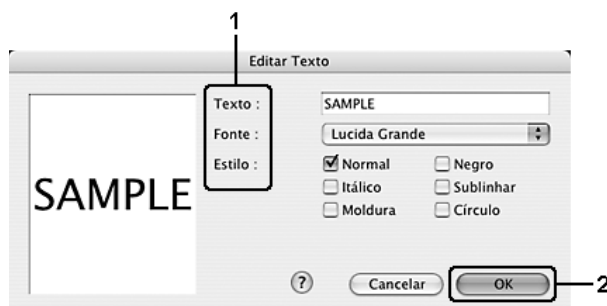 1
Editar Texto
Texto :
SAMPLE
Fonte :
Lucida Grande
Estilo :
Normal
Negro
Itálico
Sublinhar
Moldura
Círculo
SAMPLE
?
Cancelar
OK
2